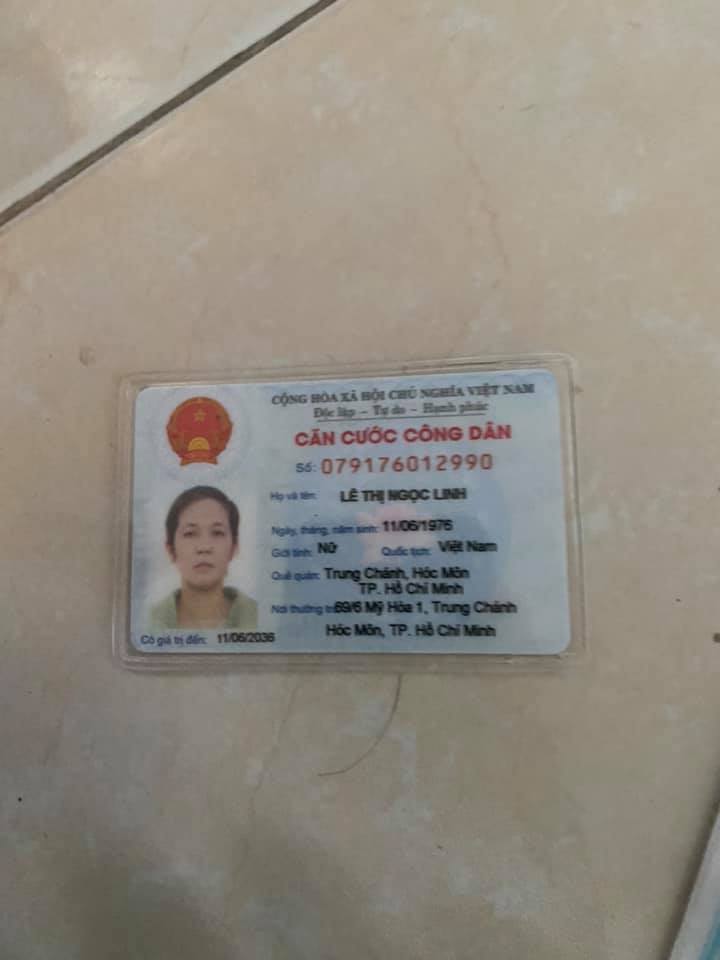 CỘNG HÒA XÃ HỘI CHỦ NGHĨA VIỆT NAM
Độc lập – Tự do – Hạnh phúc
CĂN CƯỚC CÔNG DÂN
Số: 079176012990
Họ và tên: LÊ THỊ NGỌC LINH
Ngày, tháng, năm sinh: 11/06/1976
Giới tính: Nữ Quốc tịch: Việt Nam
Quê quán: Trung Chánh, Hóc Môn
TP. Hồ Chí Minh
Nơi thường trú: 69/6 Mỹ Hòa 1, Trung Chánh
Hóc Môn, TP. Hồ Chí Minh
Có giá trị đến: 11/06/2036